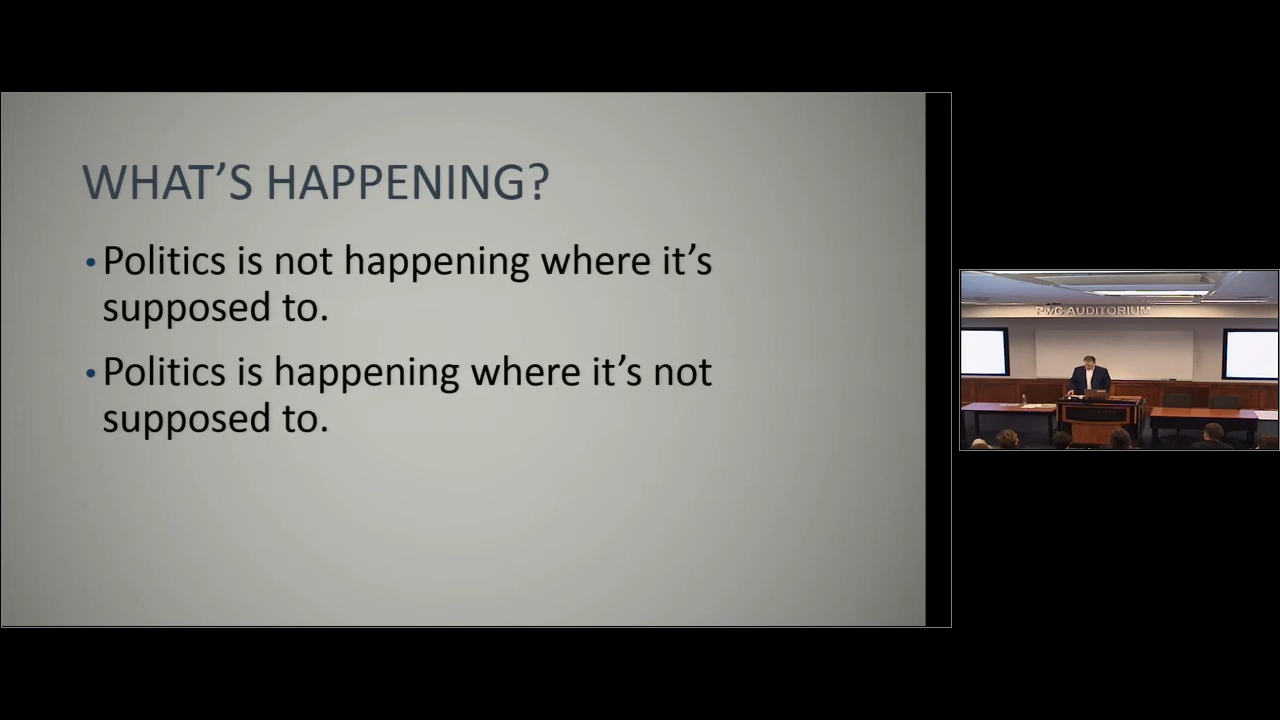 WHAT’S HAPPENING?
• Politics is not happening where it’s
supposed to.
• Politics is happening where it’s not
supposed to.
PWC AUDITORIUM